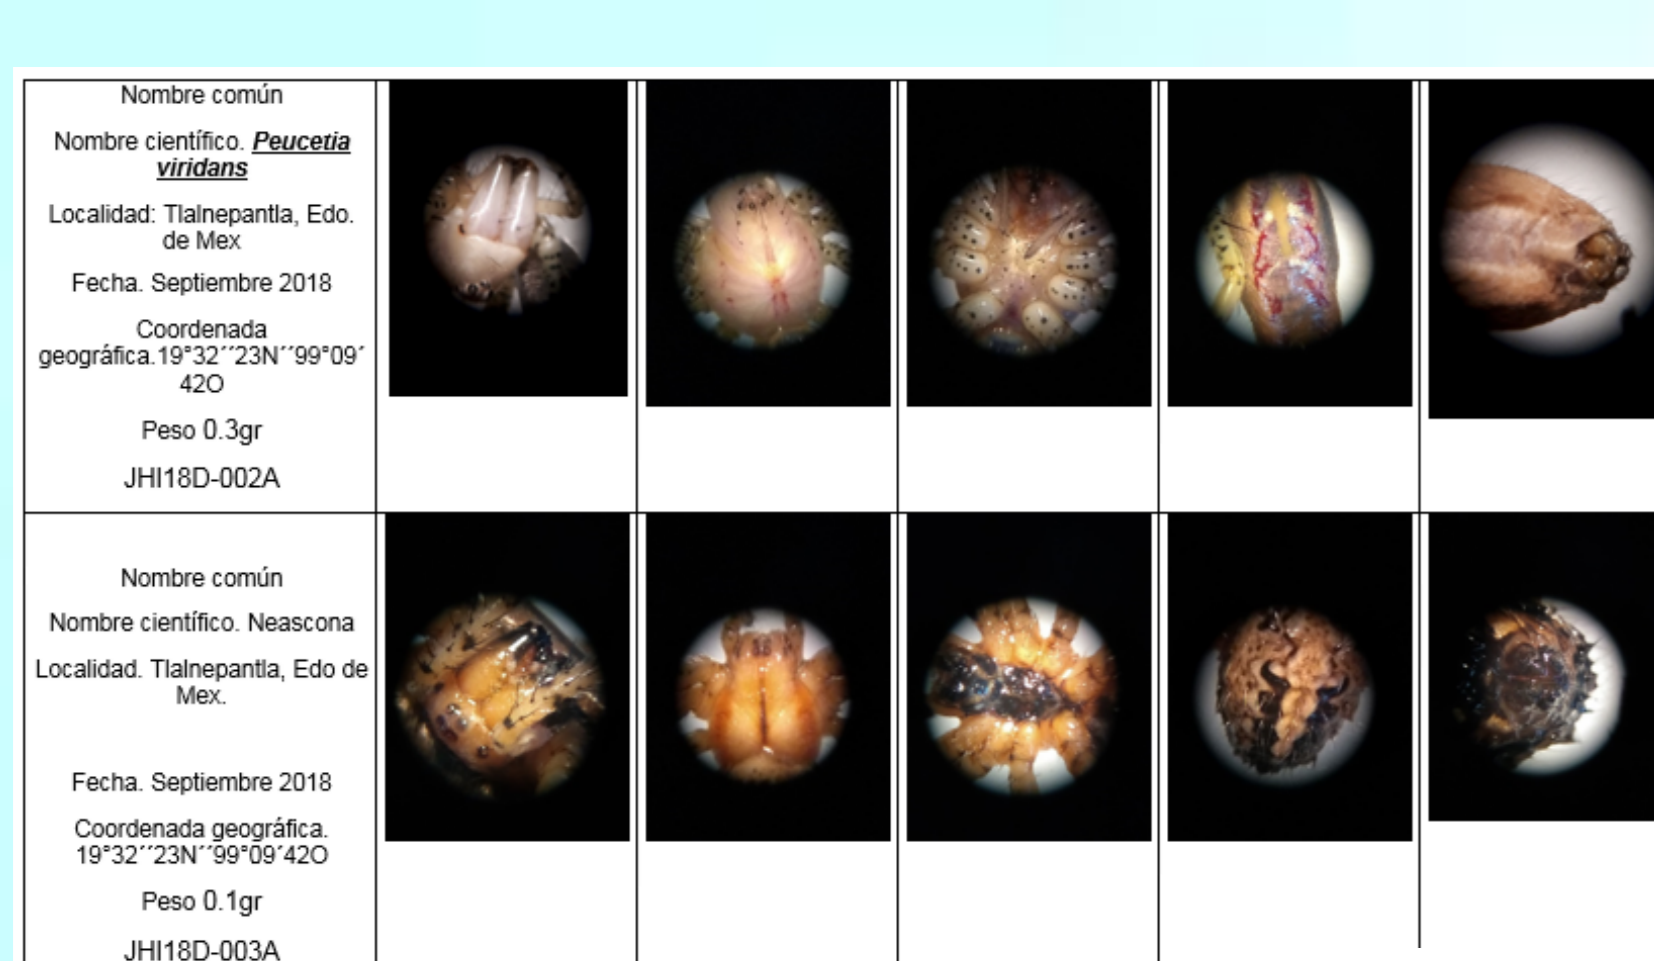 Nombre común
Nombre científico. Peucetia
viridans
Localidad: Tlalnepantla, Edo.
de Mex
Fecha. Septiembre 2018
Coordenada
geográfica.19°32´´23N´´99°09´
42O
Peso 0.3gr
JHI18D-002A
Nombre común
Nombre científico. Neascona
Localidad. Tlalnepantla, Edo de
Mex.
Fecha. Septiembre 2018
Coordenada geográfica.
19°32´´23N´´99°09´42O
Peso 0.1gr
JHI18D-003A